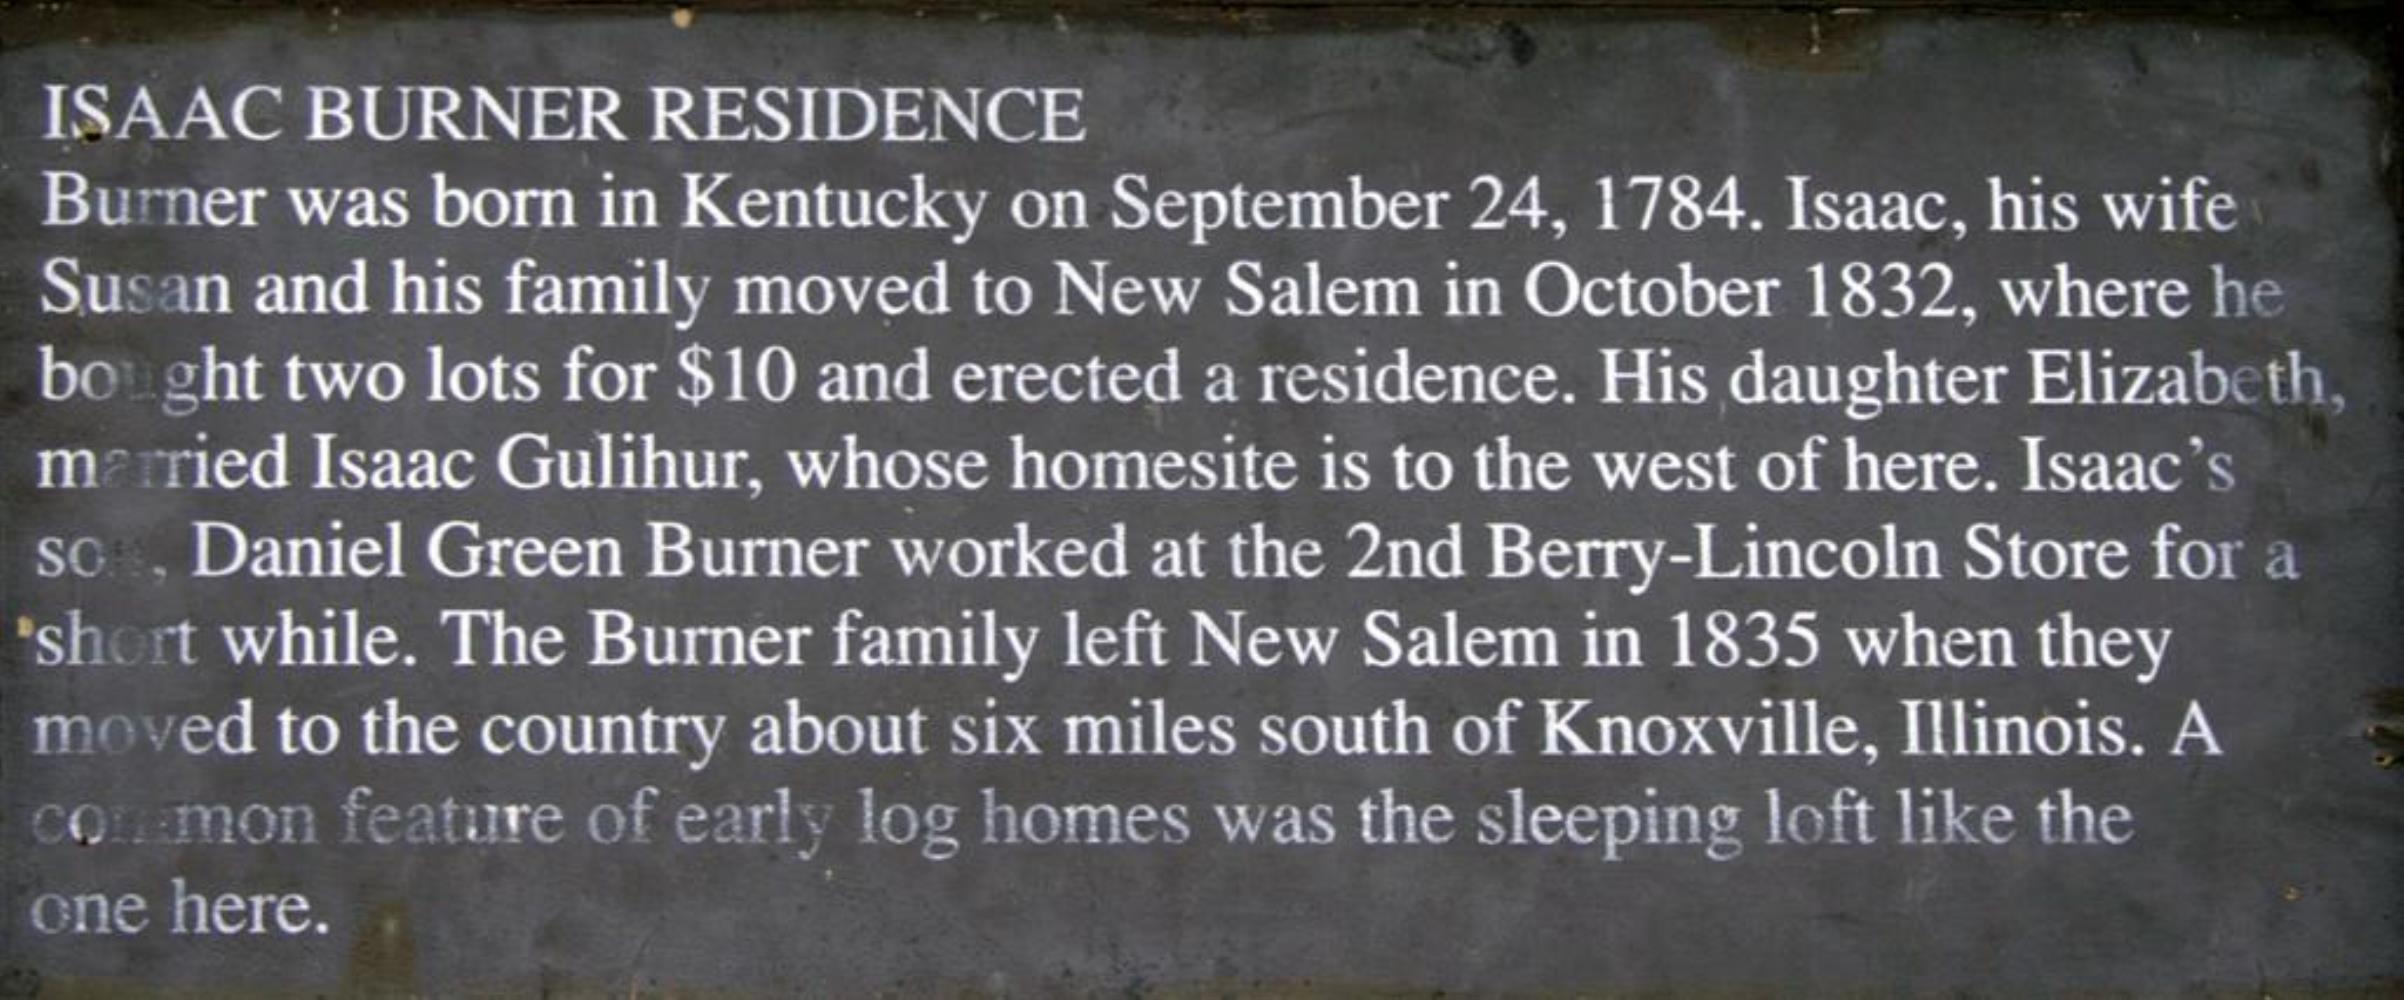 ISAAC BURNER RESIDENCE
Burner was born in Kentucky on September 24, 1784. Isaac, his wife
Susan and his family moved to New Salem in October 1832, where he
bought two lots for $10 and erected a residence. His daughter Elizabeth,
married Isaac Gulihur, whose homesite is to the west of here. Isaac’s
son, Daniel Green Burner worked at the 2nd Berry-Lincoln Store for a
short while. The Burner family left New Salem in 1835 when they
moved to the country about six miles south of Knoxville, Illinois. A
common feature of early log homes was the sleeping loft like the
one here.